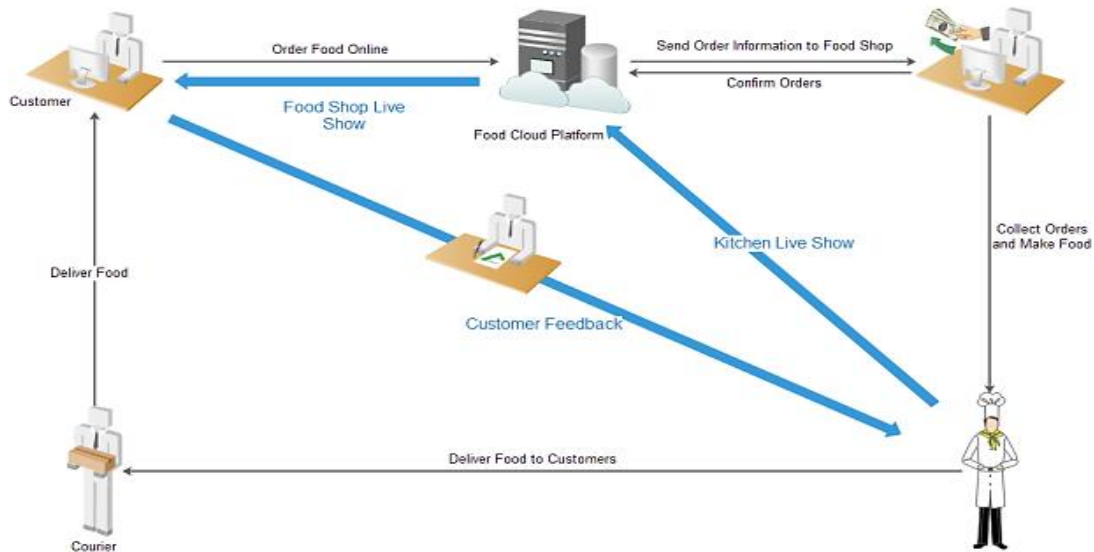 Order Food Online
Send Order Information to Food Shop
Confirm Orders
Customer
Food Shop Live
Show
Food Cloud Platform
Collect Orders
and Make Food
Kitchen Live Show
Deliver Food
Customer Feedback
Deliver Food to Customers
Courier